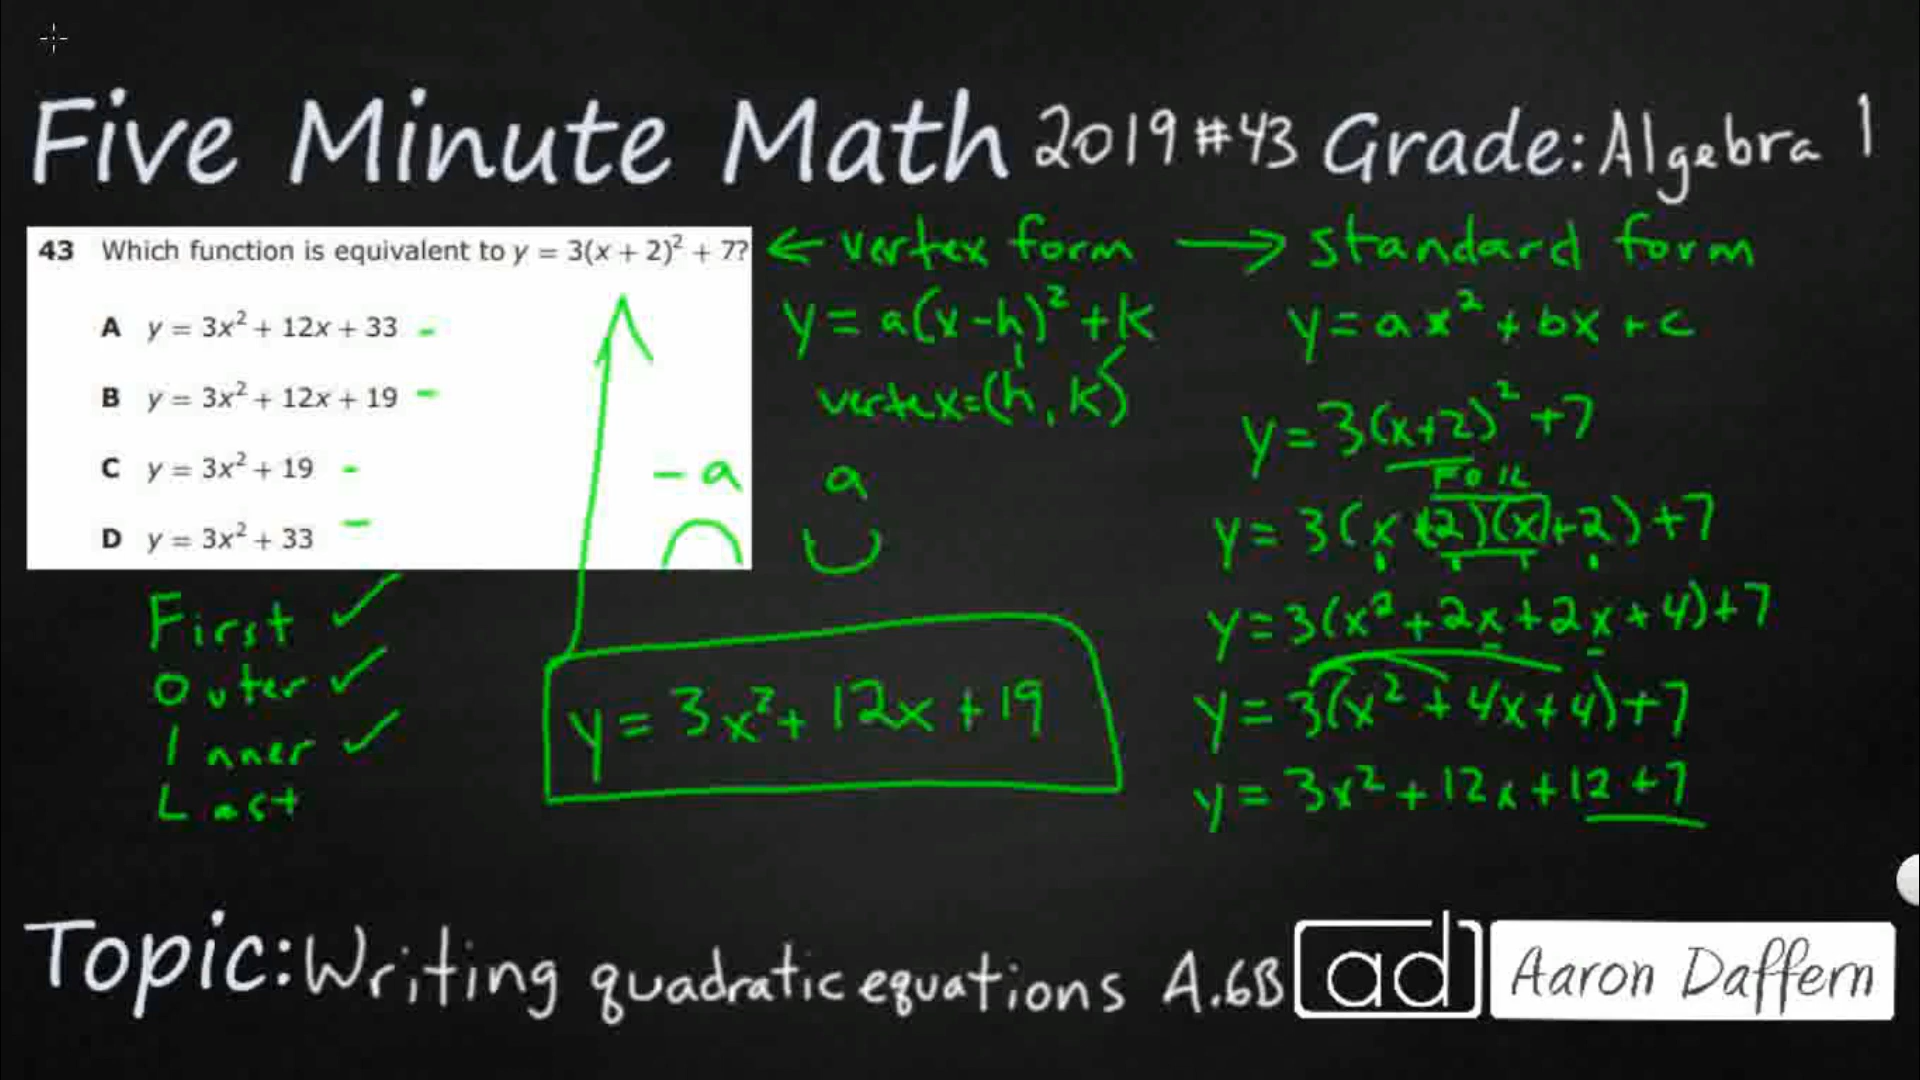 Five Minute Math 2019 #43 Grade: Algebra 1
43 Which function is equivalent to y = 3(x + 2)² + 7?
A y = 3x² + 12x + 33 -
B y = 3x² + 12x + 19 -
C y = 3x² + 19 -
D y = 3x² + 33 -
-a
a
← vertex form → standard form
y = a(x-h)² + k
vertex=(h, k)
y = ax² + bx + c
y = 3(x+2)² + 7
FOIL
y = 3(x+2)(x+2)+7
y = 3(x²+2x+2x+4)+7
y = 3(x²+4x+4)+7
y = 3x²+12x+12+7
First ✓
Outer ✓
Inner ✓
Last
y = 3x² + 12x + 19
Topic: Writing quadratic equations A.6B
ad
Aaron Daffern